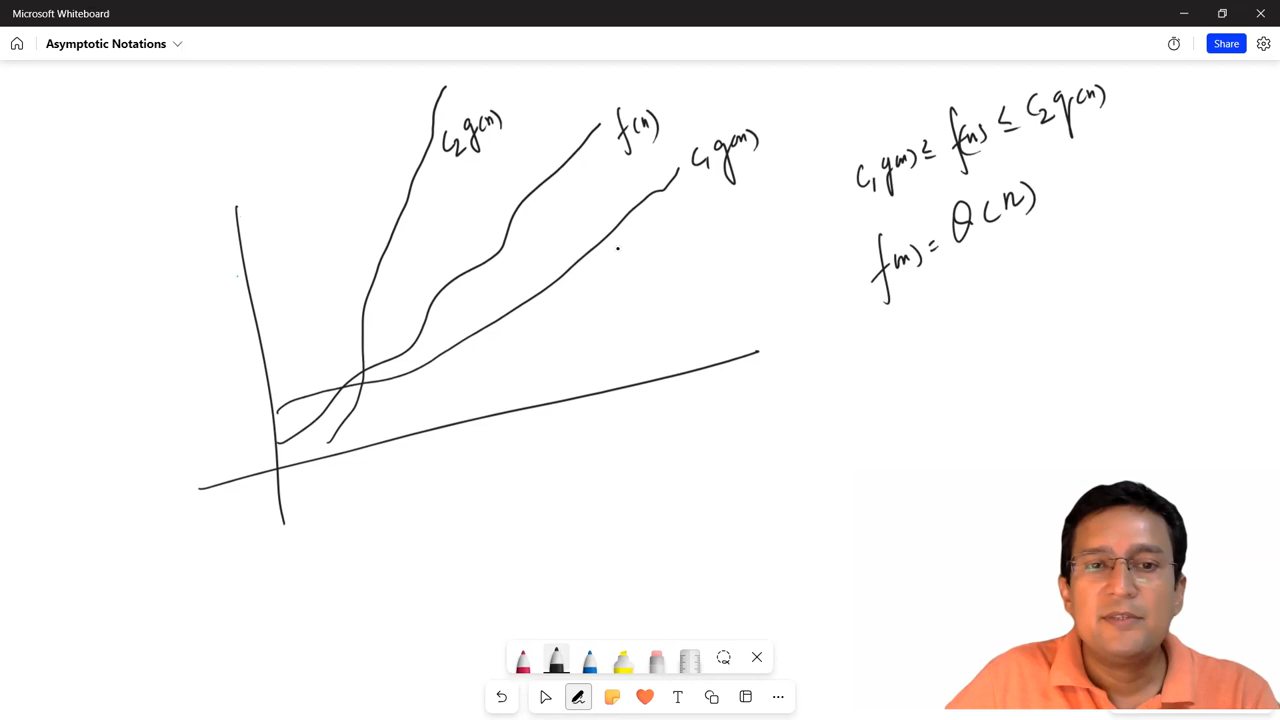 Microsoft Whiteboard
Asymptotic Notations
Share
c₂g(n)
f(n)
c₁g(n)
c₁g(n) ≤ f(n) ≤ c₂g(n)
f(n) = θ(n)